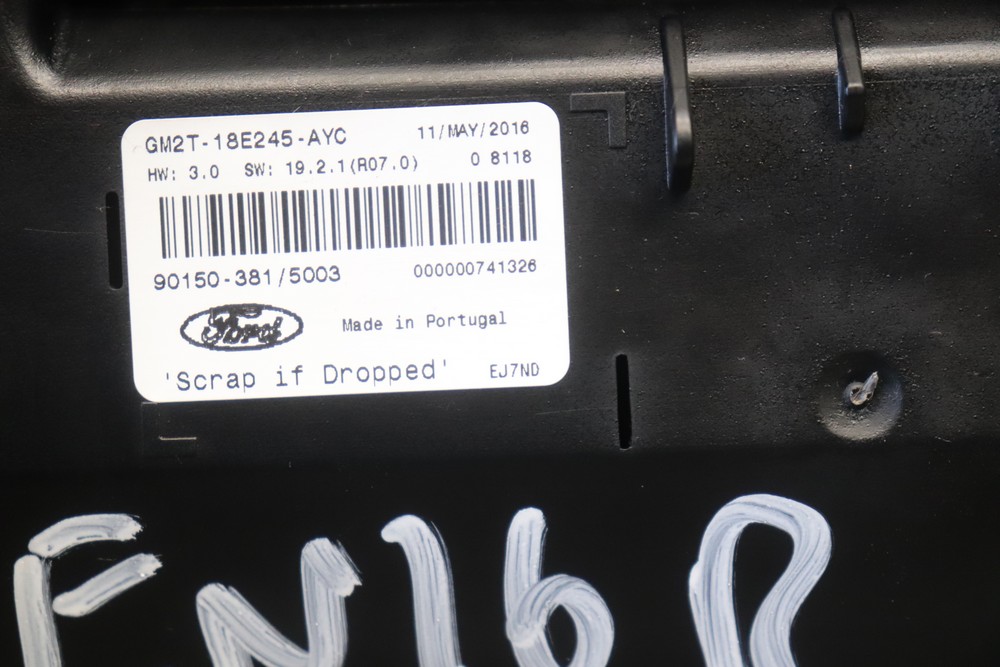 GM2T-18E245-AYC 11/MAY/2016
HW: 3.0 SW: 19.2.1(R07.0) 0 8118
90150-381/5003 000000741326
Ford Made in Portugal
'Scrap if Dropped' EJ7ND
FN16